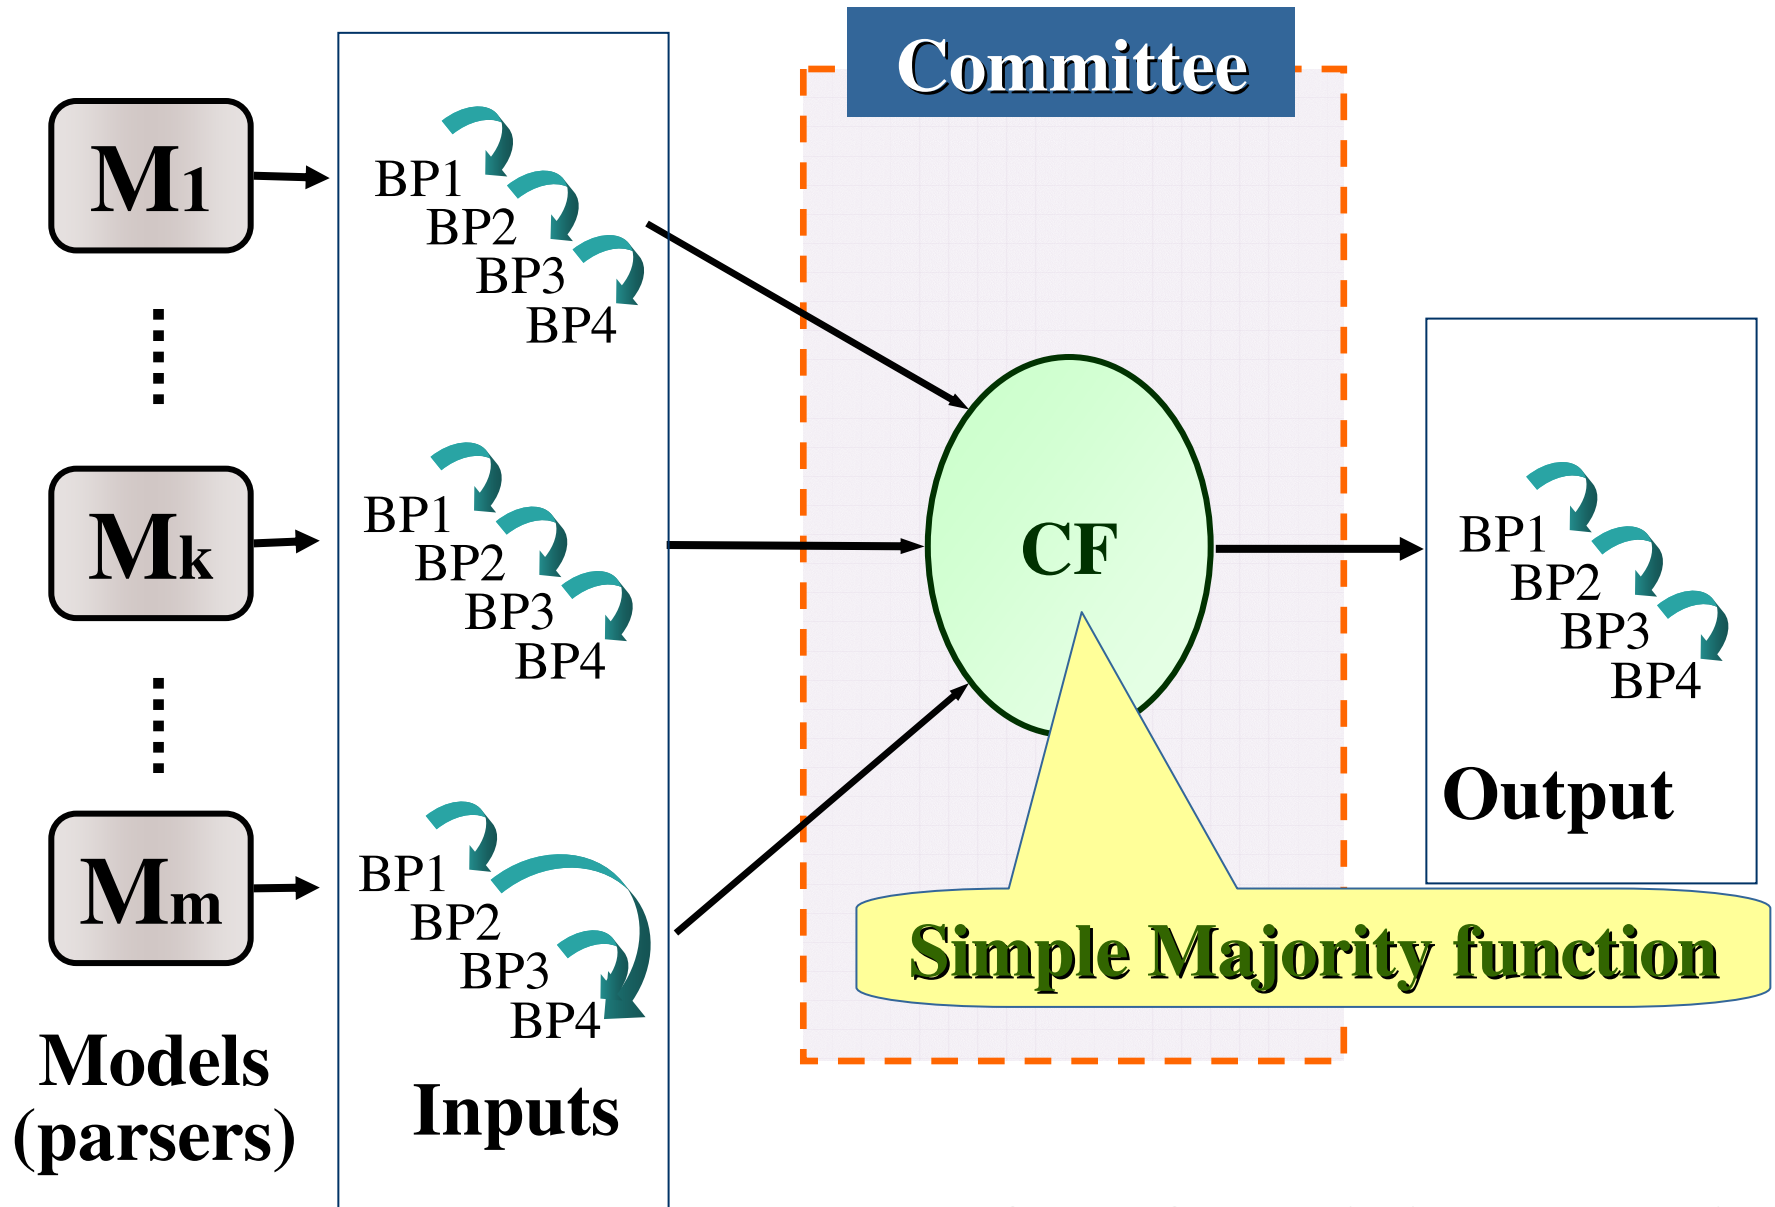 Committee
M1
BP1
BP2
BP3
BP4
Mk
BP1
BP2
BP3
BP4
Mm
BP1
BP2
BP3
BP4
Models
(parsers)
Inputs
CF
Simple Majority function
BP1
BP2
BP3
BP4
Output